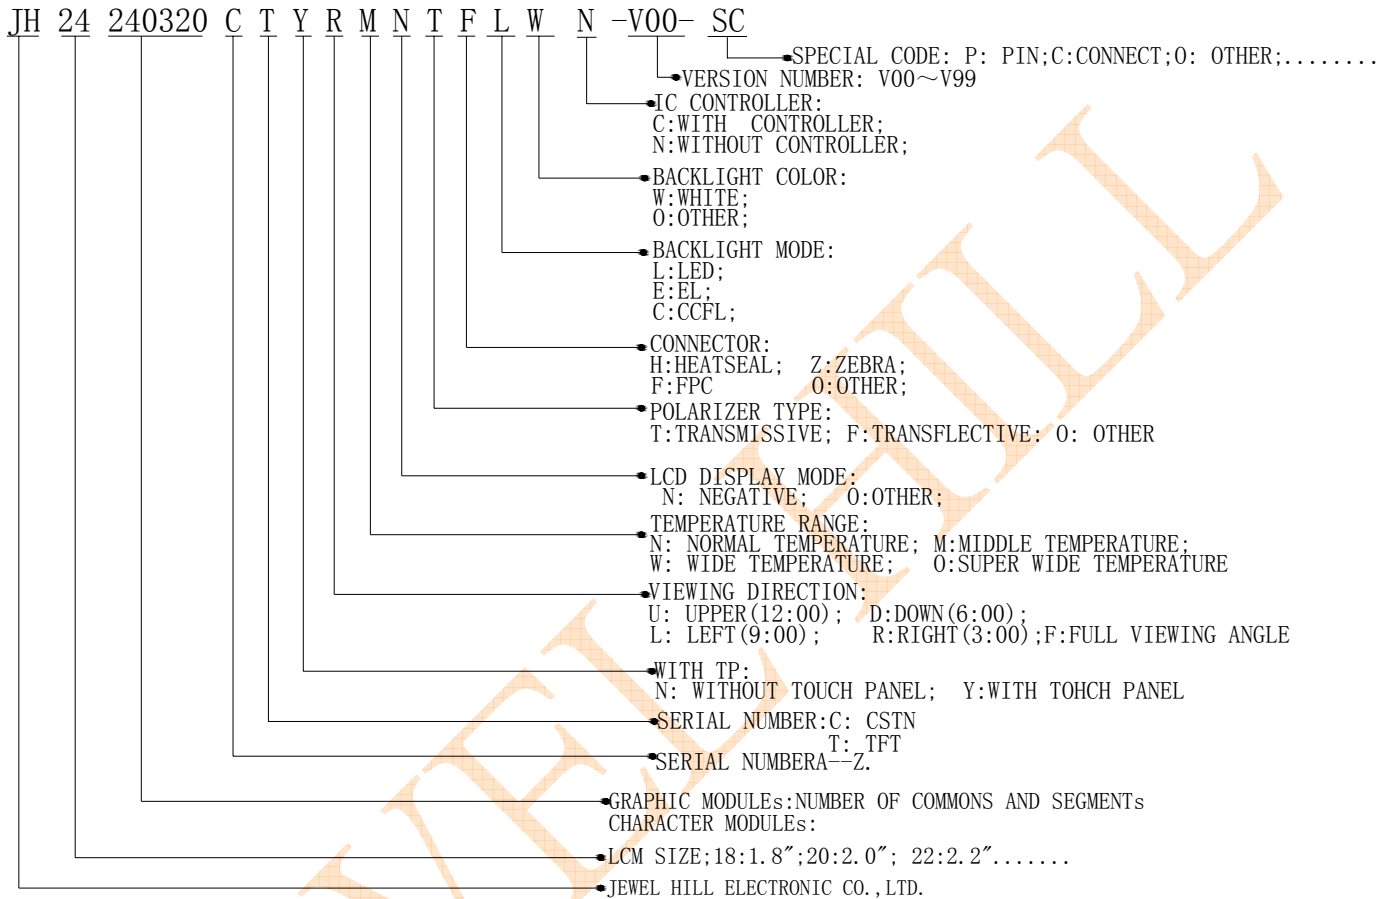 JH 24 240320 C T Y R M N T F L W N -V00- SC
SPECIAL CODE: P: PIN;C:CONNECT;O: OTHER;........
VERSION NUMBER: V00～V99
IC CONTROLLER:
C:WITH CONTROLLER;
N:WITHOUT CONTROLLER;
BACKLIGHT COLOR:
W:WHITE;
O:OTHER;
BACKLIGHT MODE:
L:LED;
E:EL;
C:CCFL;
CONNECTOR:
H:HEATSEAL; Z:ZEBRA;
F:FPC O:OTHER;
POLARIZER TYPE:
T:TRANSMISSIVE; F:TRANSFLECTIVE: O: OTHER
LCD DISPLAY MODE:
N: NEGATIVE; O:OTHER;
TEMPERATURE RANGE:
N: NORMAL TEMPERATURE; M:MIDDLE TEMPERATURE;
W: WIDE TEMPERATURE; O:SUPER WIDE TEMPERATURE
VIEWING DIRECTION:
U: UPPER(12:00); D:DOWN(6:00);
L: LEFT(9:00); R:RIGHT(3:00);F:FULL VIEWING ANGLE
WITH TP:
N: WITHOUT TOUCH PANEL; Y:WITH TOHCH PANEL
SERIAL NUMBER:C: CSTN
T: TFT
SERIAL NUMBERA--Z.
GRAPHIC MODULEs:NUMBER OF COMMONS AND SEGMENTs
CHARACTER MODULEs:
LCM SIZE;18:1.8″;20:2.0″; 22:2.2″.......
JEWEL HILL ELECTRONIC CO.,LTD.
VEL HILL